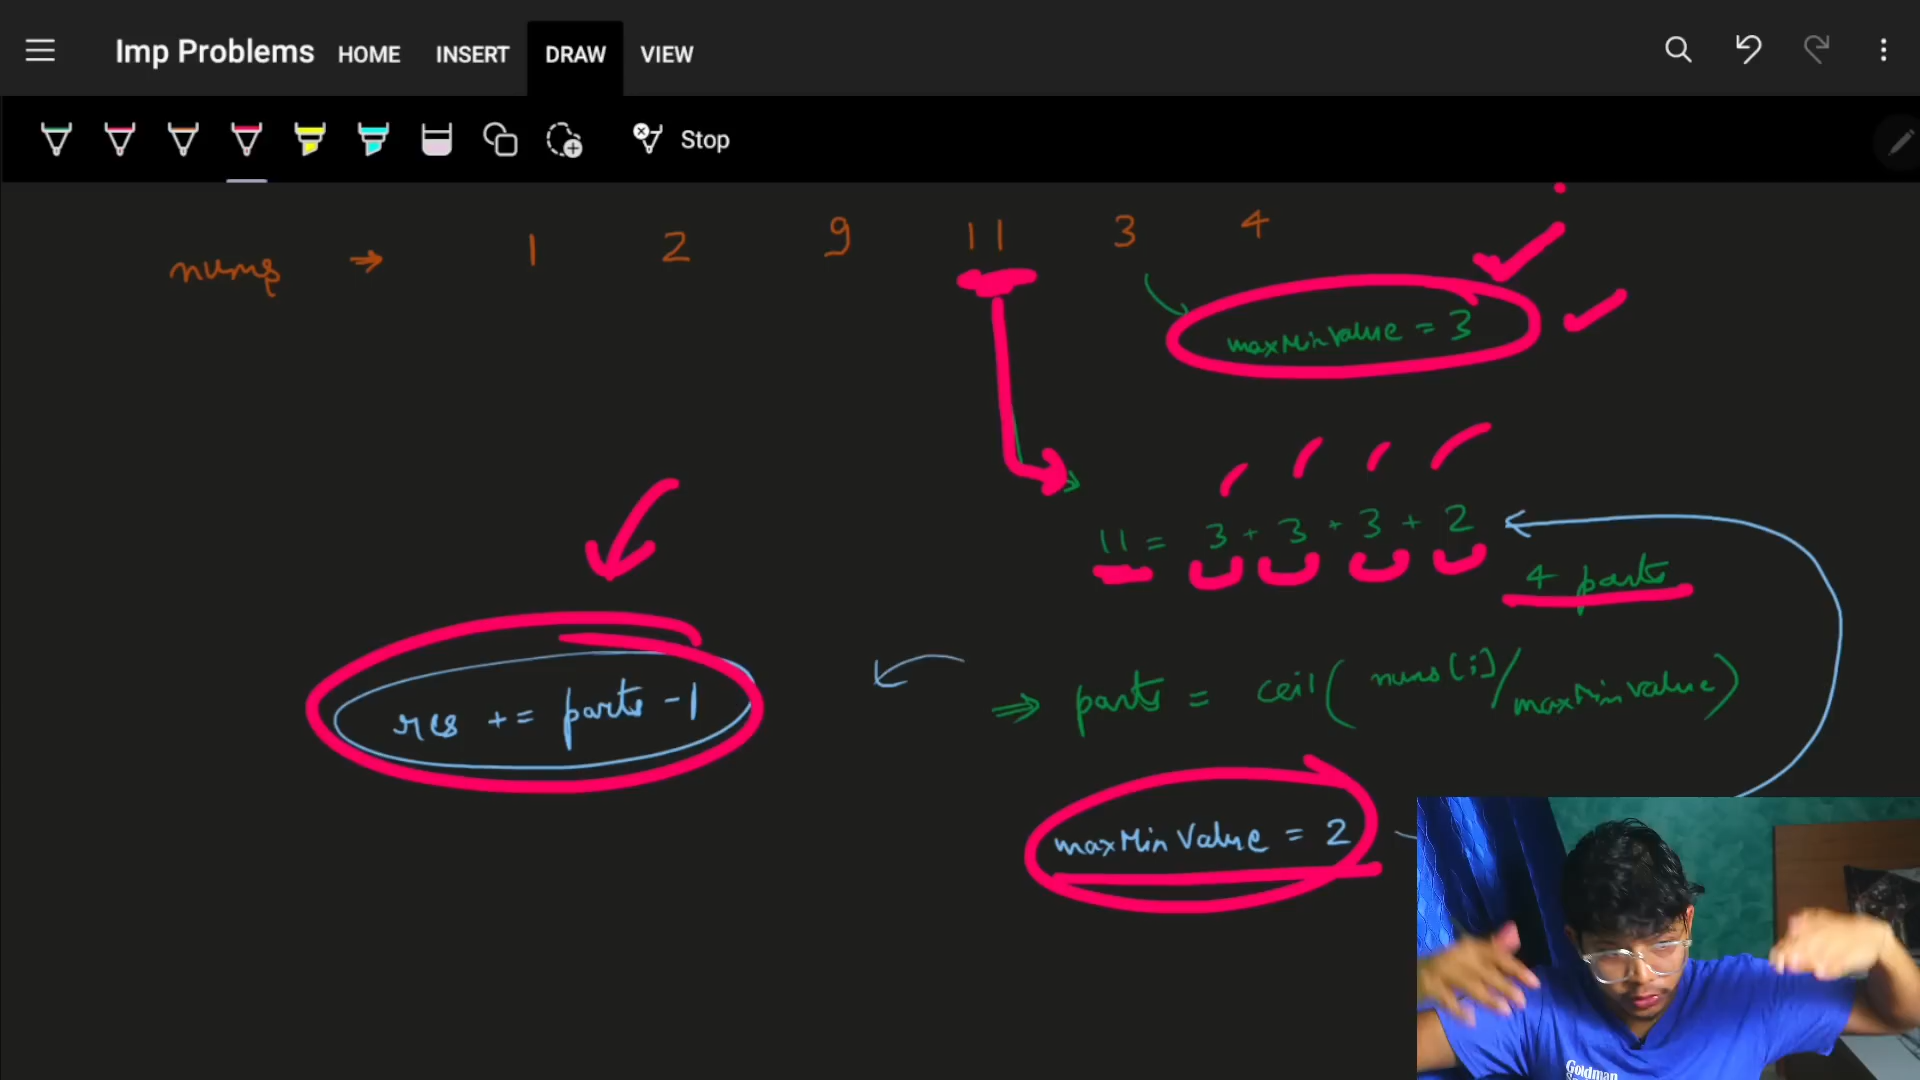 Imp Problems HOME INSERT DRAW VIEW
Stop
nums → 1 2 9 11 3 4
maxMinValue = 3
11 = 3 + 3 + 3 + 2
4 parts
⇒ parts = ceil( nums[i]/maxMinValue )
res += parts -1
maxMinValue = 2
Goldman